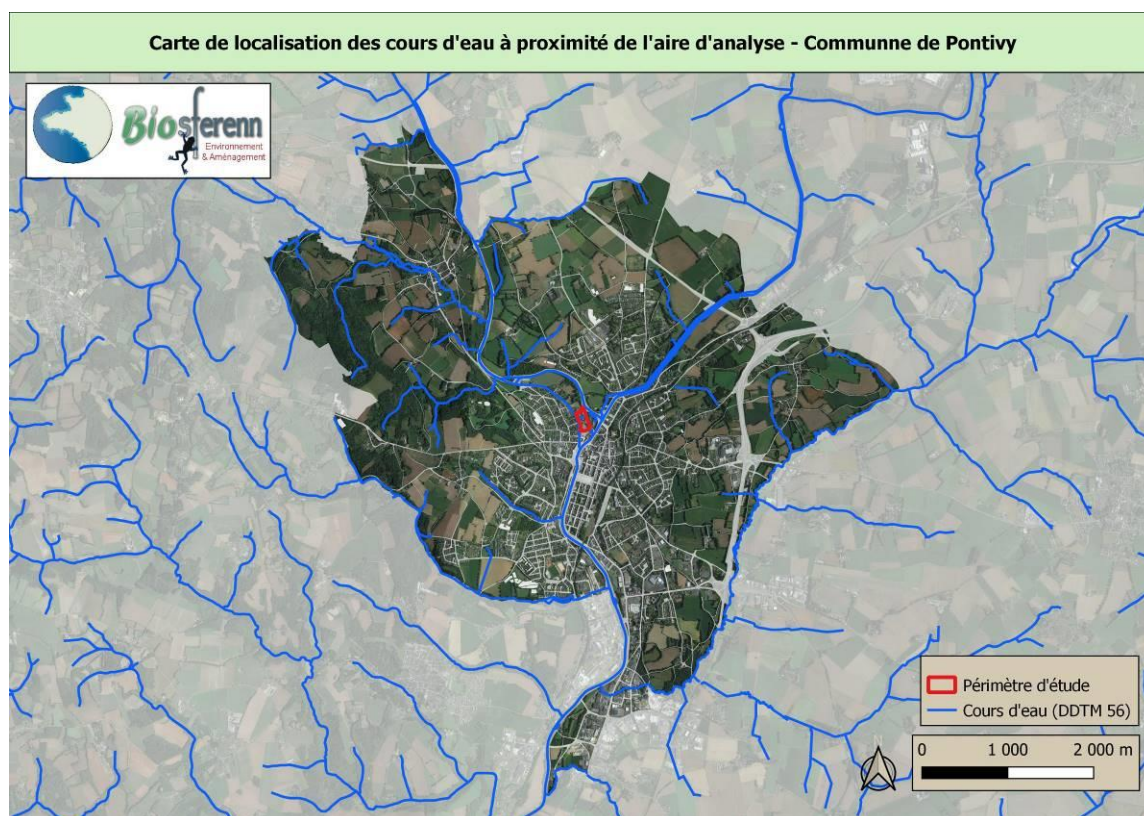 Carte de localisation des cours d'eau à proximité de l'aire d'analyse - Communne de Pontivy
Biosferenn
Environnement
& Aménagement
Périmètre d'étude
Cours d'eau (DDTM 56)
0 1 000 2 000 m